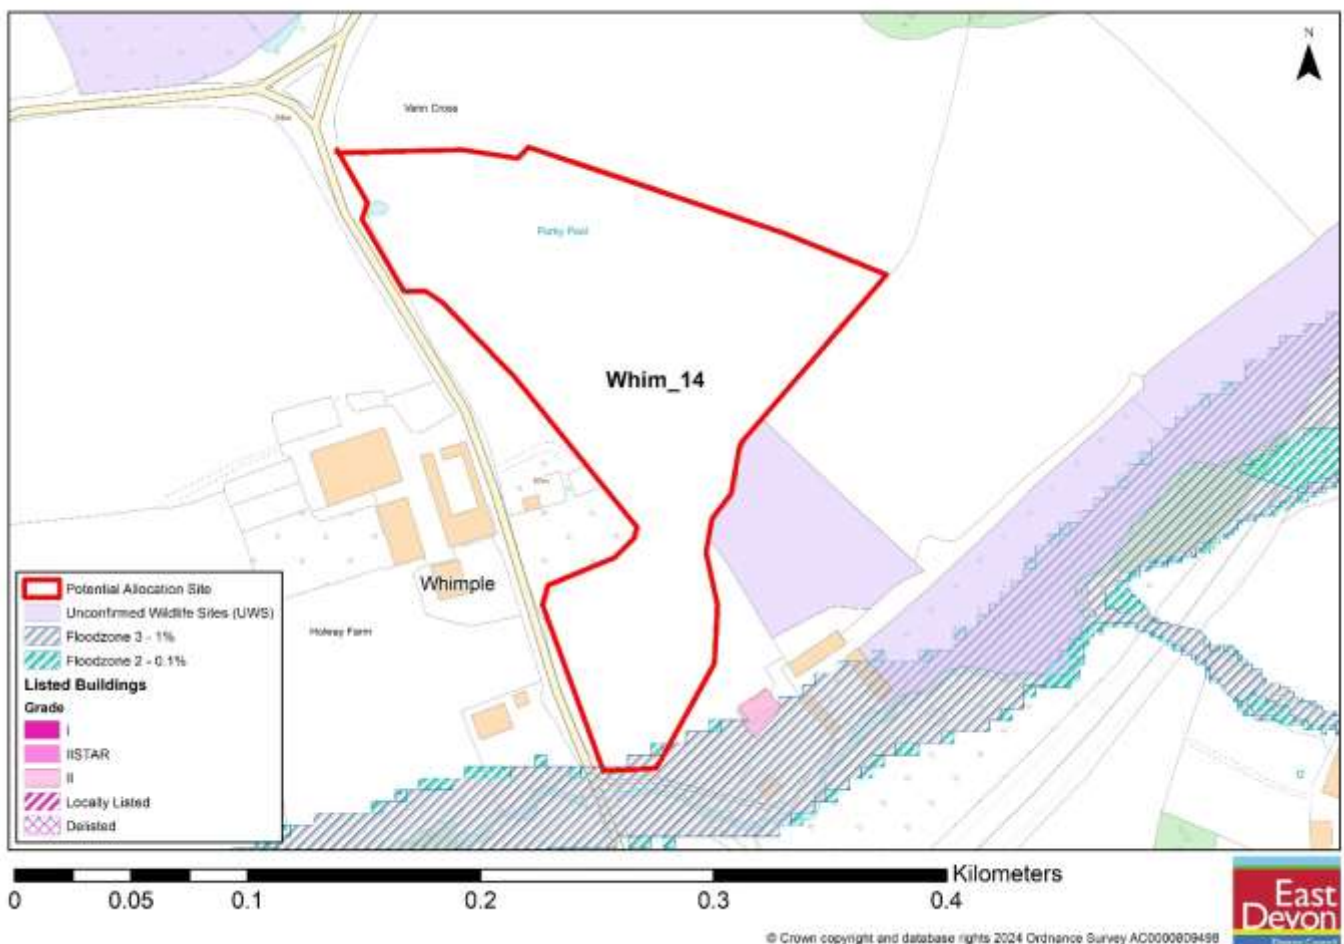 N
Vann Cross
Furky Pool
Whim_14
Whimple
Holway Farm
Potential Allocation Site
Unconfirmed Wildlife Sites (UWS)
Floodzone 3 - 1%
Floodzone 2 - 0.1%
Listed Buildings
Grade
I
IISTAR
II
Locally Listed
Delisted
Kilometers
0 0.05 0.1 0.2 0.3 0.4
East
Devon
© Crown copyright and database rights 2024 Ordnance Survey AC0000809498